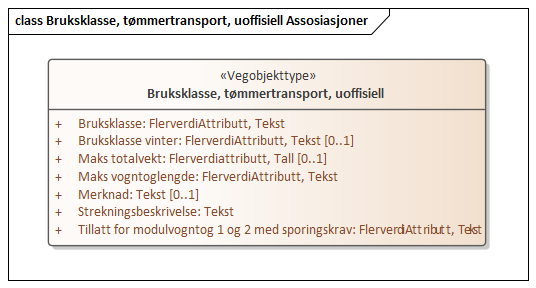 class Bruksklasse, tømmertransport, uoffisiell Assosiasjoner
«Vegobjekttype»
Bruksklasse, tømmertransport, uoffisiell
+ Bruksklasse: FlerverdiAttributt, Tekst
+ Bruksklasse vinter: FlerverdiAttributt, Tekst [0..1]
+ Maks totalvekt: Flerverdiattributt, Tall [0..1]
+ Maks vogntoglengde: FlerverdiAttributt, Tekst
+ Merknad: Tekst [0..1]
+ Strekningsbeskrivelse: Tekst
+ Tillatt for modulvogntog 1 og 2 med sporingskrav: FlerverdiAttributt, Tekst